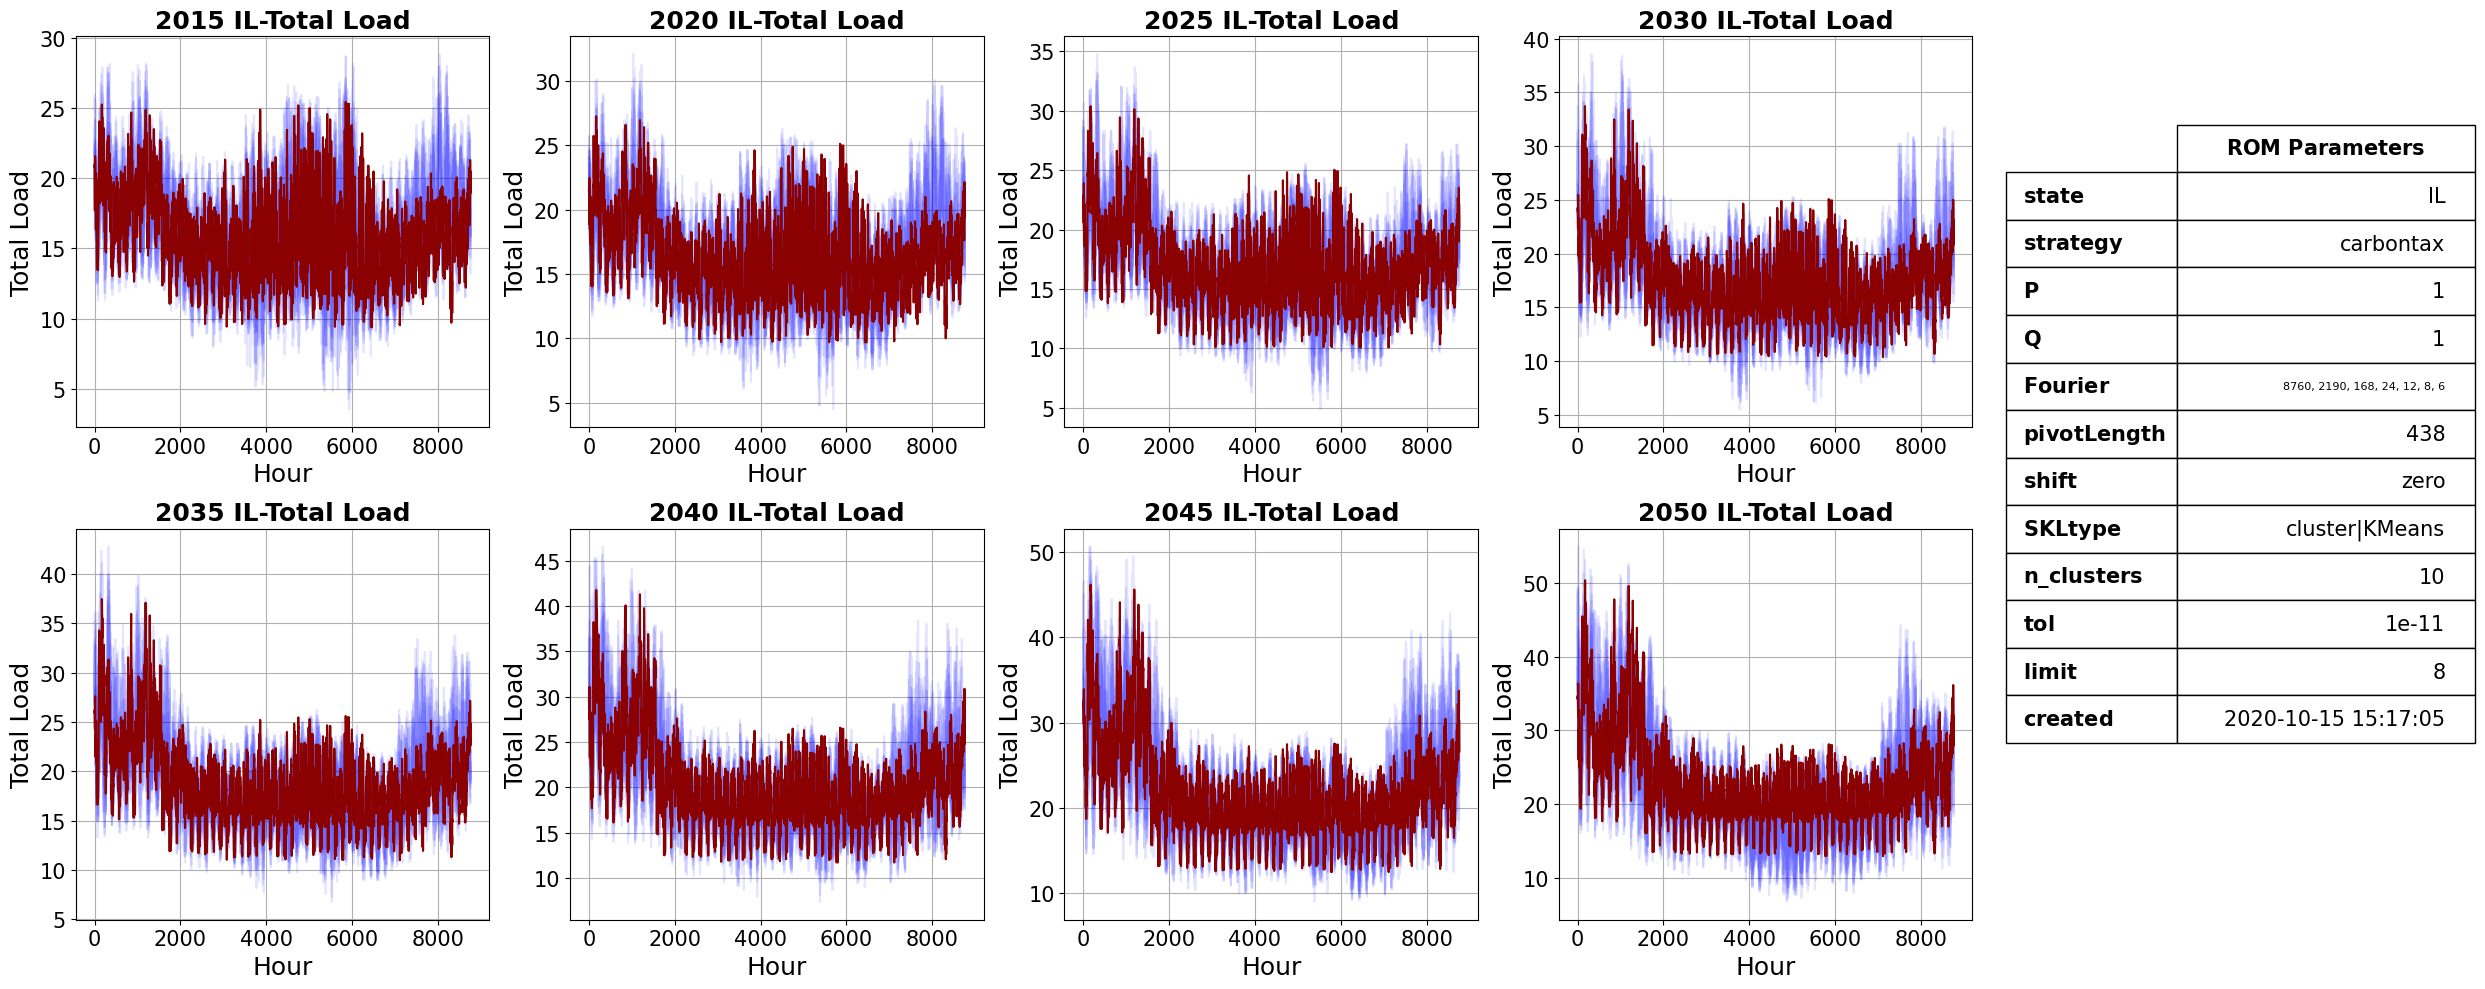 2015 IL-Total Load
30
25
20
15
10
5
Total Load
0 2000 4000 6000 8000
Hour
2020 IL-Total Load
30
25
20
15
10
5
Total Load
0 2000 4000 6000 8000
Hour
2025 IL-Total Load
35
30
25
20
15
10
5
Total Load
0 2000 4000 6000 8000
Hour
2030 IL-Total Load
40
35
30
25
20
15
10
5
Total Load
0 2000 4000 6000 8000
Hour
2035 IL-Total Load
40
35
30
25
20
15
10
5
Total Load
0 2000 4000 6000 8000
Hour
2040 IL-Total Load
45
40
35
30
25
20
15
10
Total Load
0 2000 4000 6000 8000
Hour
2045 IL-Total Load
50
40
30
20
10
Total Load
0 2000 4000 6000 8000
Hour
2050 IL-Total Load
50
40
30
20
10
Total Load
0 2000 4000 6000 8000
Hour
ROM Parameters
state IL
strategy carbontax
P 1
Q 1
Fourier 8760, 2190, 168, 24, 12, 8, 6
pivotLength 438
shift zero
SKLtype cluster|KMeans
n_clusters 10
tol 1e-11
limit 8
created 2020-10-15 15:17:05